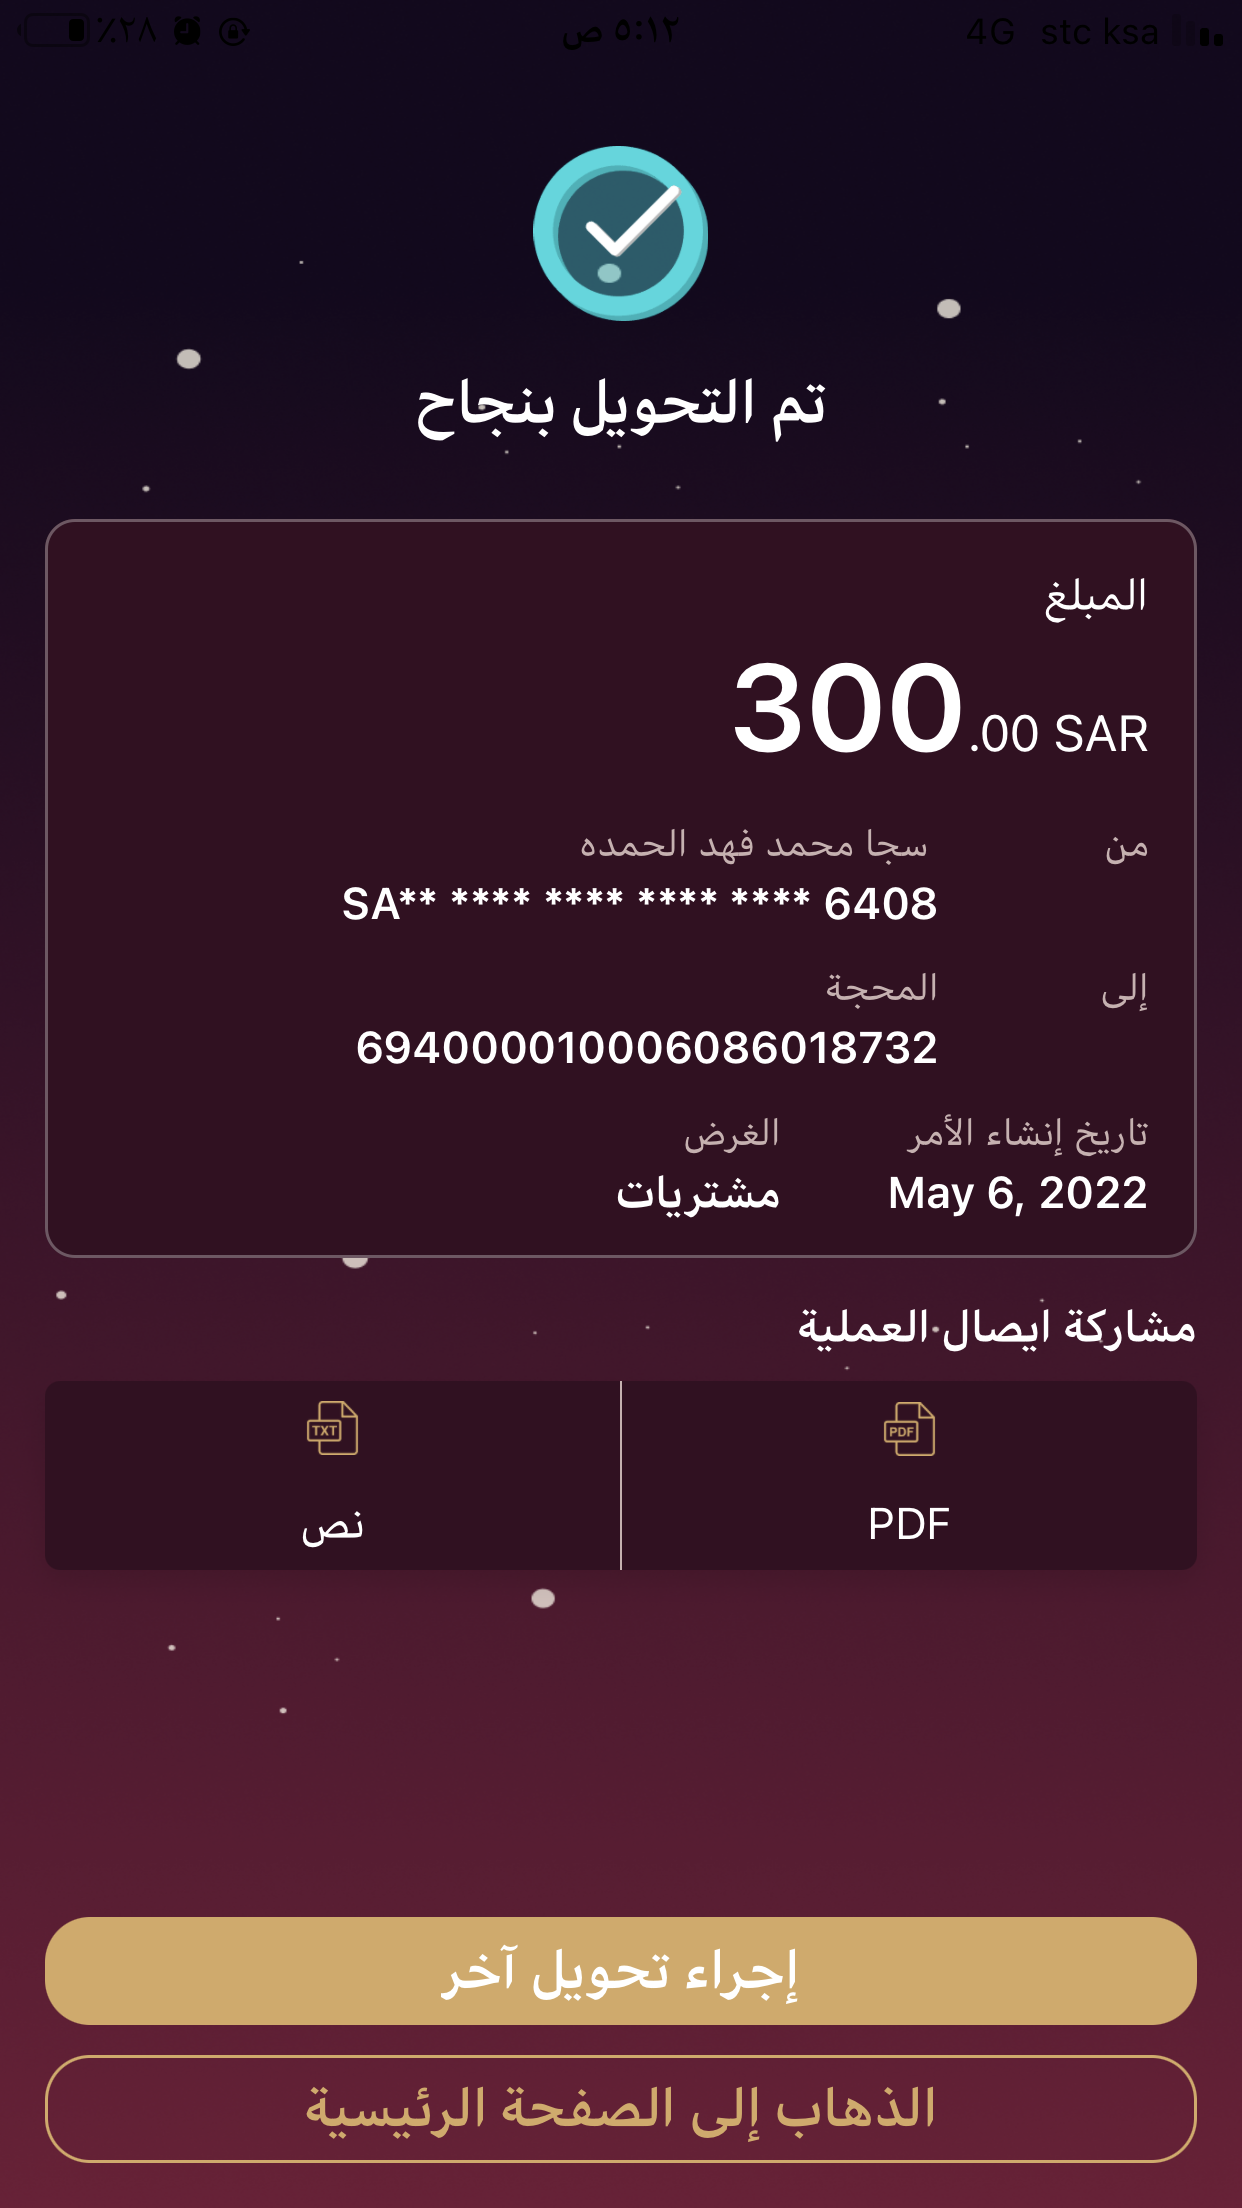 ٪٢٨ ٥:١٢ ص 4G stc ksa
تم التحويل بنجاح
المبلغ
300.00 SAR
من سجا محمد فهد الحمده
SA** **** **** **** **** 6408
إلى المحجة
694000010006086018732
تاريخ إنشاء الأمر الغرض
May 6, 2022 مشتريات
مشاركة ايصال العملية
PDF TXT
PDF نص
إجراء تحويل آخر
الذهاب إلى الصفحة الرئيسية